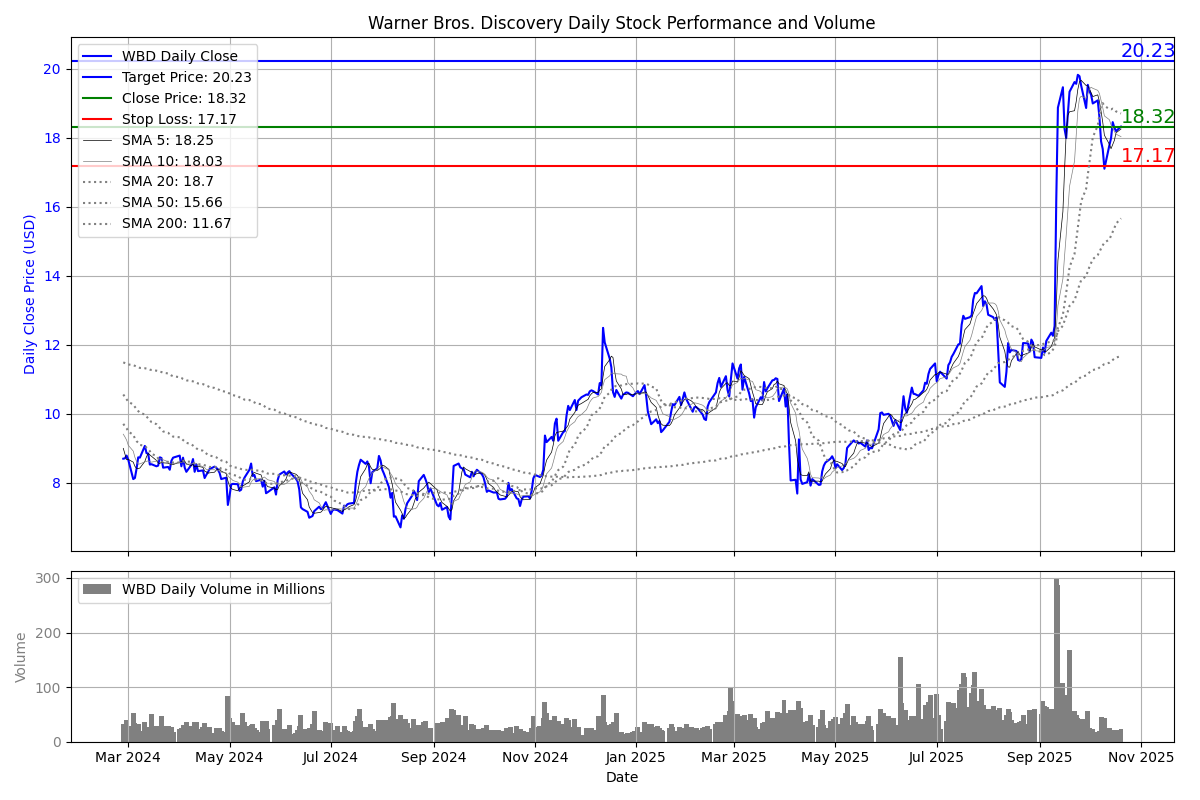 Warner Bros. Discovery Daily Stock Performance and Volume
WBD Daily Close
Target Price: 20.23
Close Price: 18.32
Stop Loss: 17.17
SMA 5: 18.25
SMA 10: 18.03
SMA 20: 18.7
SMA 50: 15.66
SMA 200: 11.67
20.23
18.32
17.17
Daily Close Price (USD)
20
18
16
14
12
10
8
WBD Daily Volume in Millions
Volume
300
200
100
0
Mar 2024 May 2024 Jul 2024 Sep 2024 Nov 2024 Jan 2025 Mar 2025 May 2025 Jul 2025 Sep 2025 Nov 2025
Date